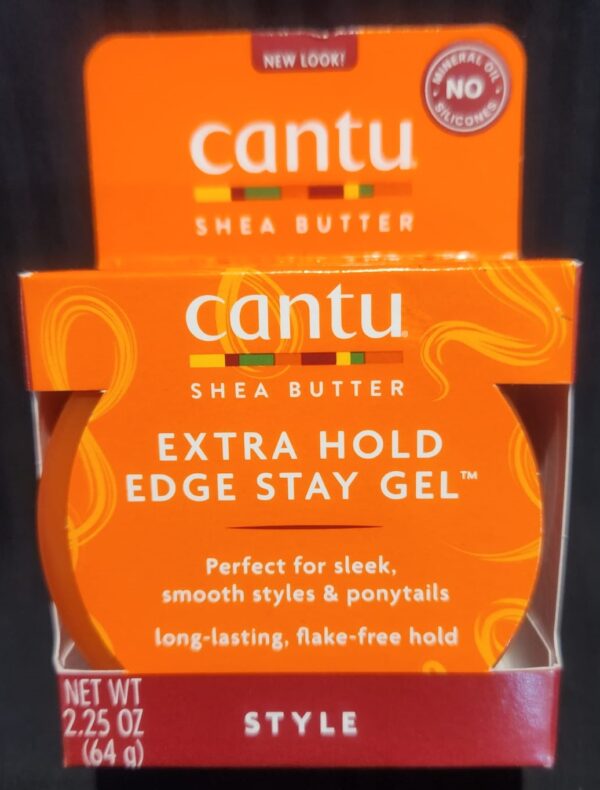 NEW LOOK!
MINERAL OIL
NO
SILICONES
cantu
SHEA BUTTER
cantu®
SHEA BUTTER
EXTRA HOLD
EDGE STAY GEL™
Perfect for sleek,
smooth styles & ponytails
long-lasting, flake-free hold
NET WT
2.25 OZ
(64 g)
STYLE